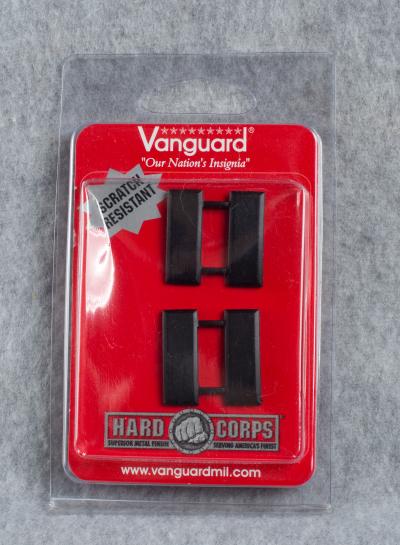 Vanguard®
"Our Nation's Insignia"
SCRATCH
RESISTANT
HARD CORPS
SUPERIOR METAL FINISH SERVING AMERICA'S FINEST
www.vanguardmil.com